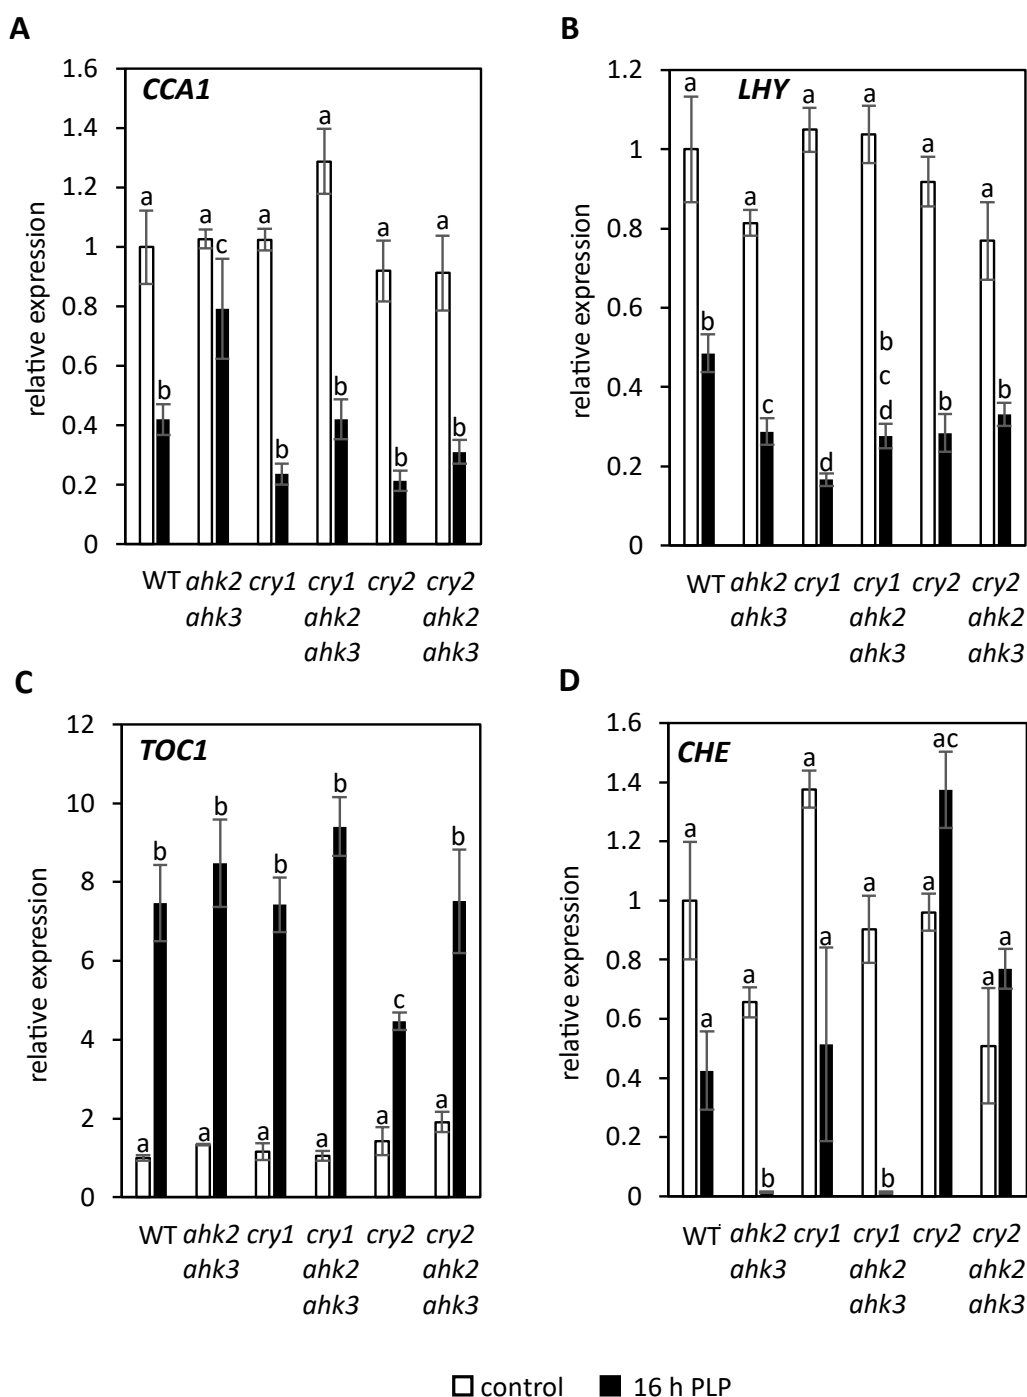 A
CCA1
relative expression
1.6
1.4
1.2
1
0.8
0.6
0.4
0.2
0
a
b
a
c
a
b
a
b
a
b
a
b
WT ahk2 cry1 cry1 cry2 cry2
ahk3 ahk2 ahk2
ahk3 ahk3
B
LHY
relative expression
1.2
1
0.8
0.6
0.4
0.2
0
a
b
a
c
a
d
a
b
c
d
a
b
a
b
WT ahk2 cry1 cry1 cry2 cry2
ahk3 ahk2 ahk2
ahk3 ahk3
C
TOC1
relative expression
12
10
8
6
4
2
0
a
b
a
b
a
b
a
b
a
c
a
b
WT ahk2 cry1 cry1 cry2 cry2
ahk3 ahk2 ahk2
ahk3 ahk3
D
CHE
relative expression
1.6
1.4
1.2
1
0.8
0.6
0.4
0.2
0
a
a
a
b
a
a
a
b
a
ac
a
a
WT ahk2 cry1 cry1 cry2 cry2
ahk3 ahk2 ahk2
ahk3 ahk3
control 16 h PLP